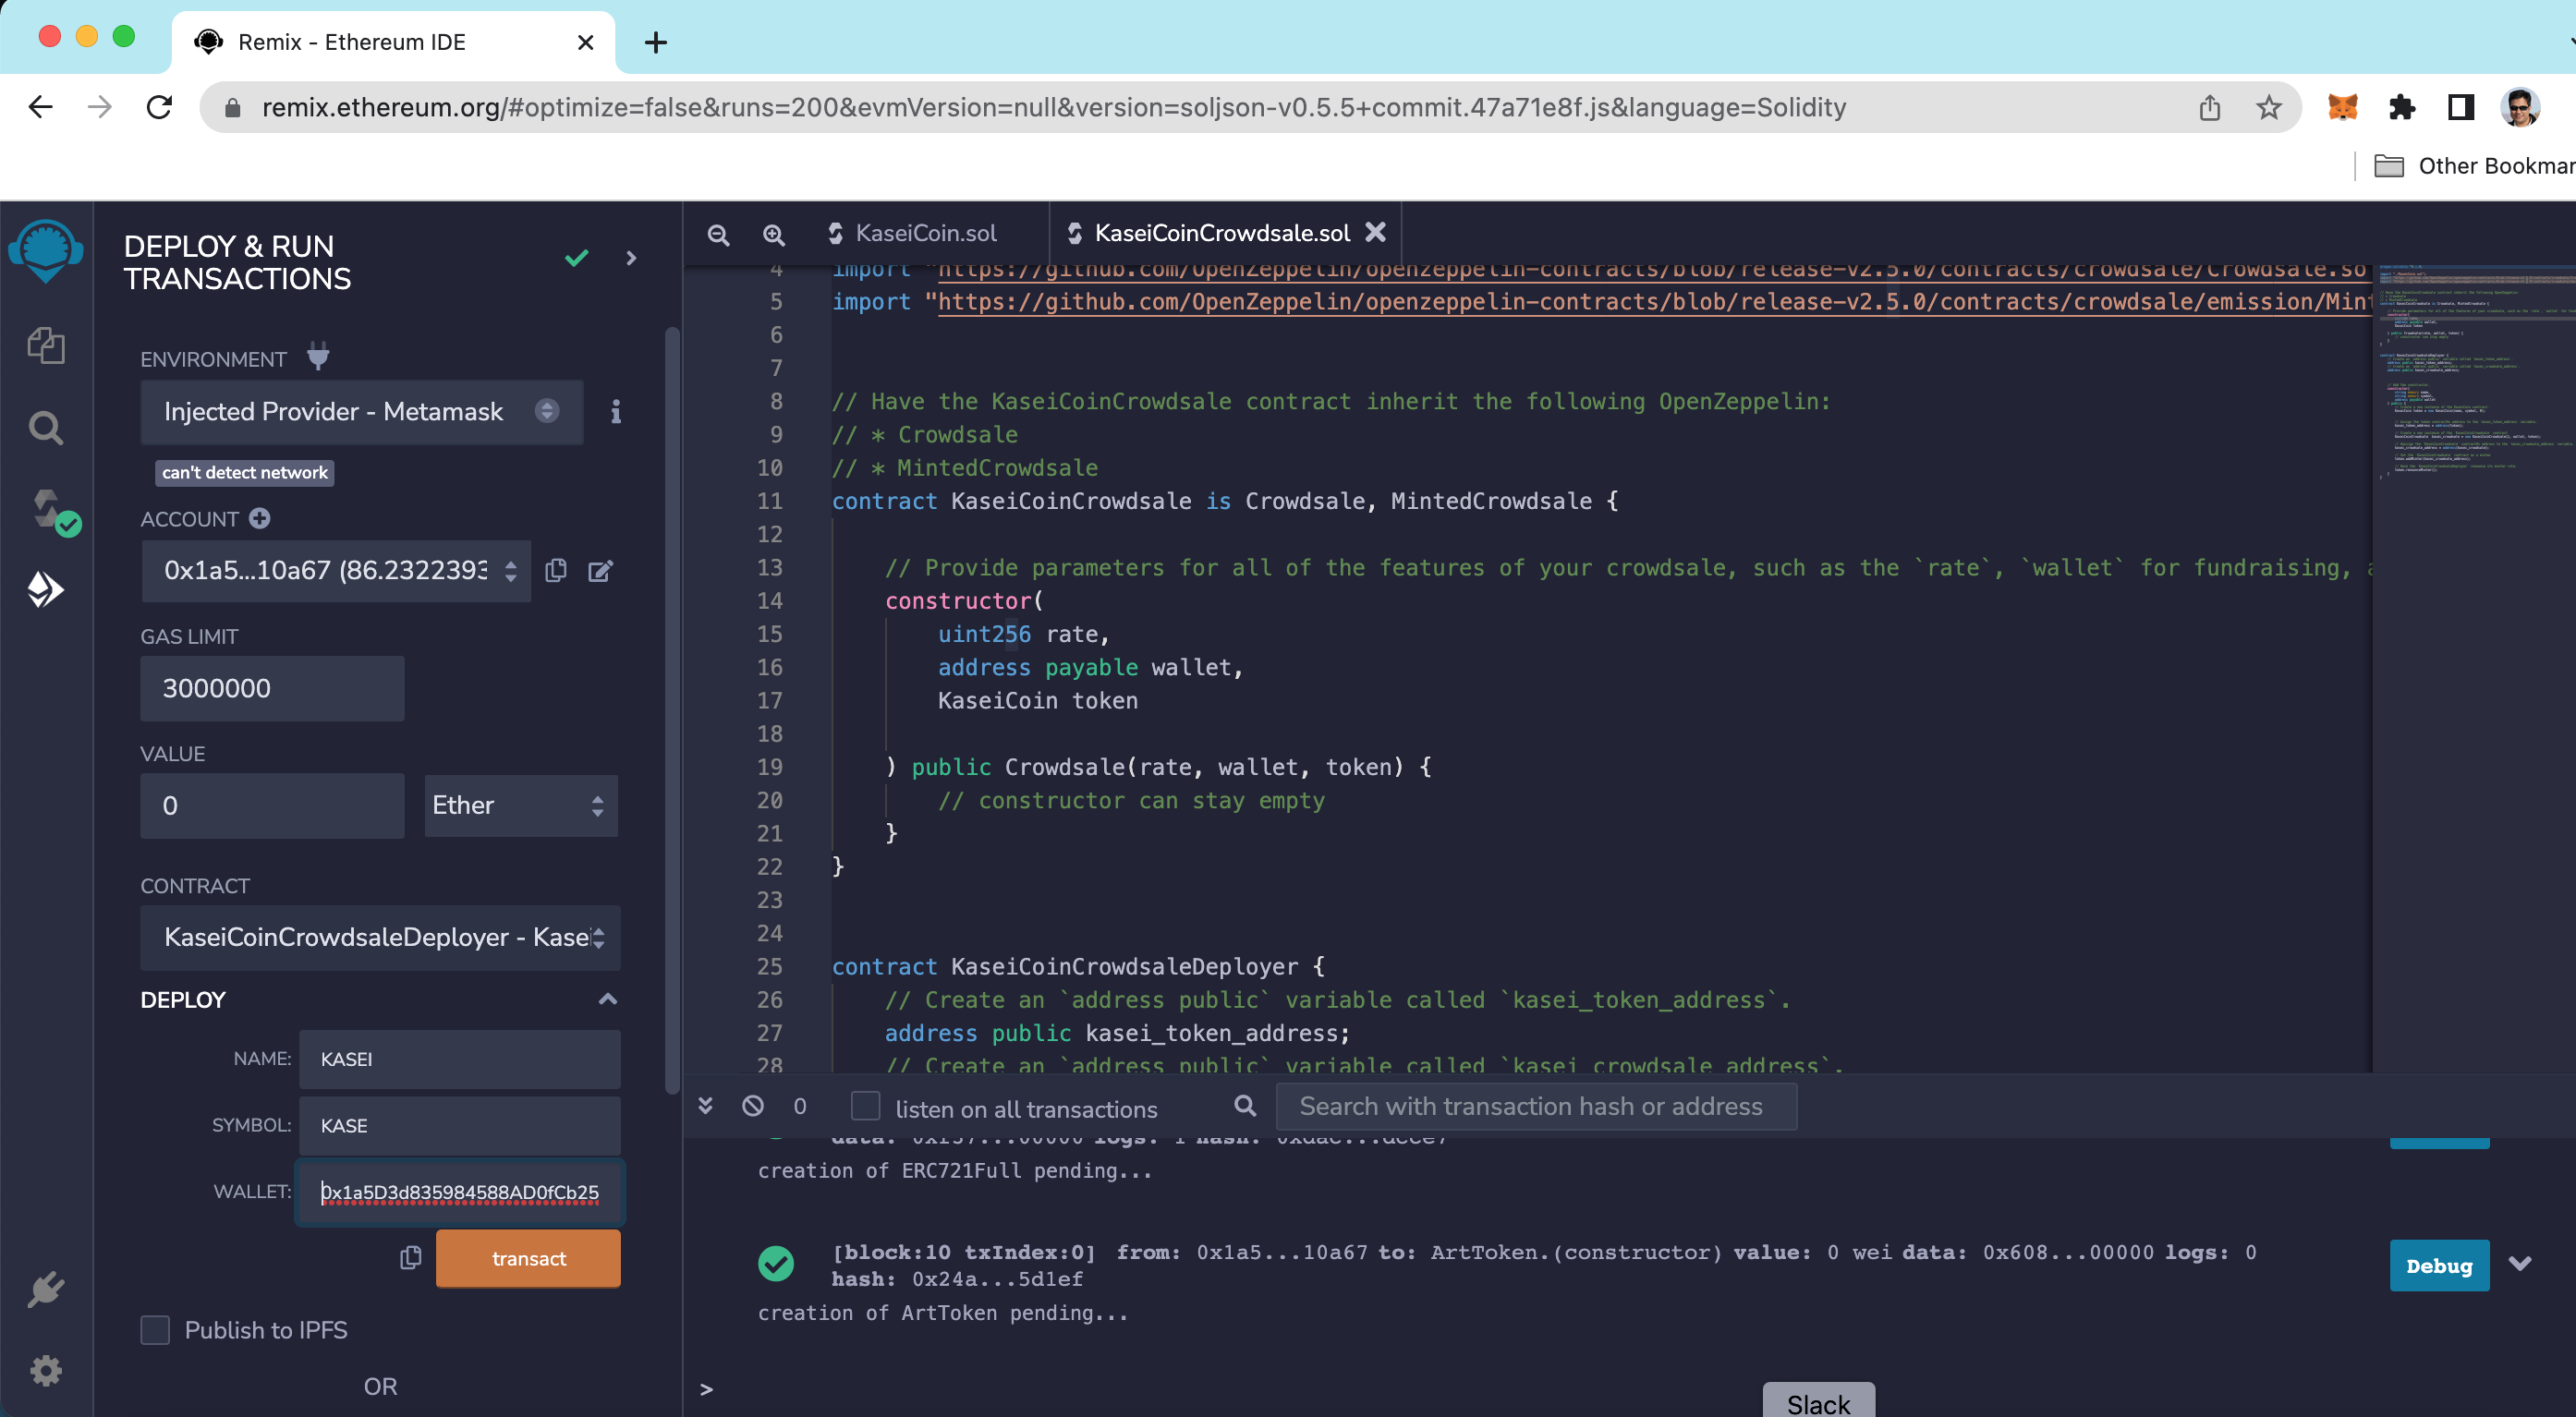 Remix - Ethereum IDE
remix.ethereum.org/#optimize=false&runs=200&evmVersion=null&version=soljson-v0.5.5+commit.47a71e8f.js&language=Solidity
Other Bookmar
DEPLOY & RUN
TRANSACTIONS
ENVIRONMENT
Injected Provider - Metamask
can't detect network
ACCOUNT
0x1a5...10a67 (86.2322393
GAS LIMIT
3000000
VALUE
0
Ether
CONTRACT
KaseiCoinCrowdsaleDeployer - Kasei
DEPLOY
NAME: KASEI
SYMBOL: KASE
WALLET: 0x1a5D3d835984588AD0fCb25
transact
Publish to IPFS
OR
KaseiCoin.sol
KaseiCoinCrowdsale.sol
4 import "https://github.com/OpenZeppelin/openzeppelin-contracts/blob/release-v2.5.0/contracts/crowdsale/Crowdsale.so
5 import "https://github.com/OpenZeppelin/openzeppelin-contracts/blob/release-v2.5.0/contracts/crowdsale/emission/Mint
6
7
8 // Have the KaseiCoinCrowdsale contract inherit the following OpenZeppelin:
9 // * Crowdsale
10 // * MintedCrowdsale
11 contract KaseiCoinCrowdsale is Crowdsale, MintedCrowdsale {
12
13 // Provide parameters for all of the features of your crowdsale, such as the `rate`, `wallet` for fundraising, a
14 constructor(
15 uint256 rate,
16 address payable wallet,
17 KaseiCoin token
18
19 ) public Crowdsale(rate, wallet, token) {
20 // constructor can stay empty
21 }
22 }
23
24
25 contract KaseiCoinCrowdsaleDeployer {
26 // Create an `address public` variable called `kasei_token_address`.
27 address public kasei_token_address;
28 // Create an `address public` variable called `kasei_crowdsale_address`.
0
listen on all transactions
Search with transaction hash or address
data: 0xf57...00000 logs: 1 hash: 0xdac...dcce7
creation of ERC721Full pending...
[block:10 txIndex:0] from: 0x1a5...10a67 to: ArtToken.(constructor) value: 0 wei data: 0x608...00000 logs: 0
hash: 0x24a...5d1ef
Debug
creation of ArtToken pending...
>
Slack